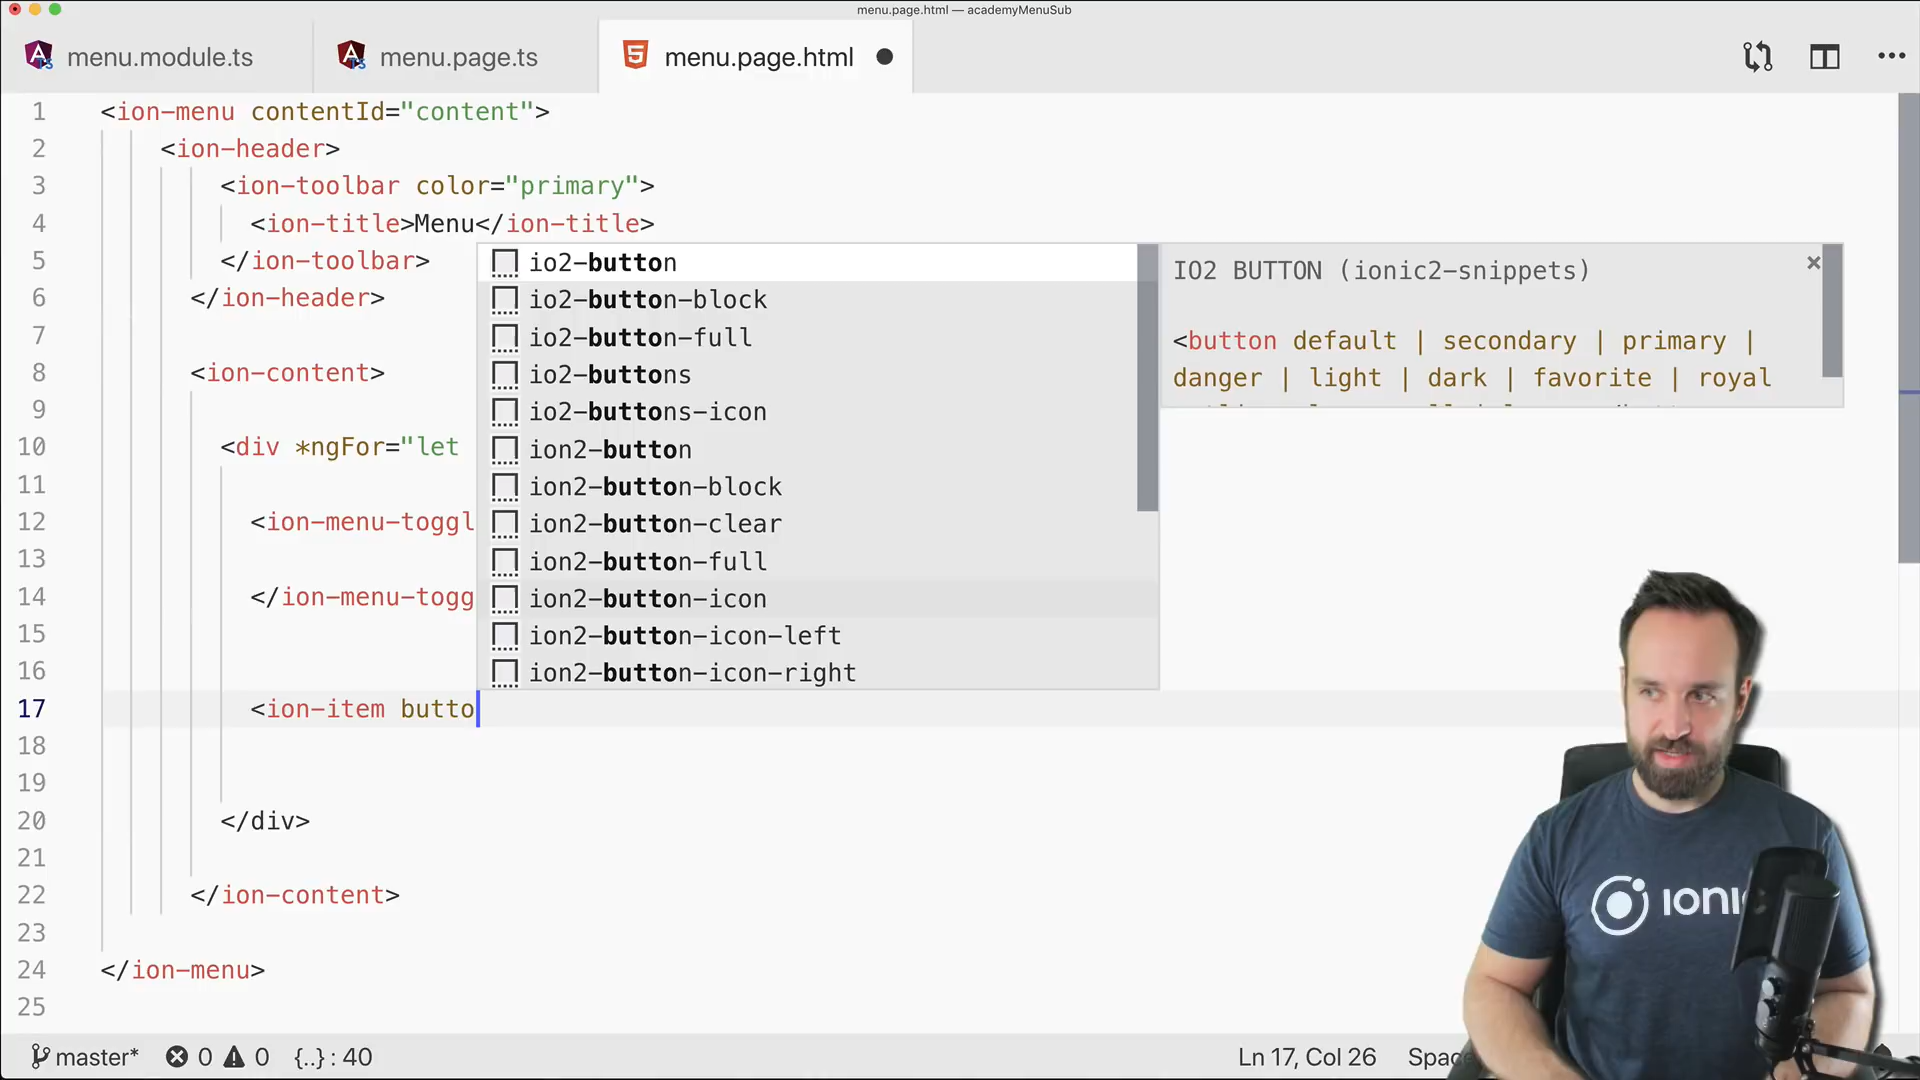 menu.page.html — academyMenuSub
menu.module.ts
menu.page.ts
menu.page.html
1 <ion-menu contentId="content">
2 <ion-header>
3 <ion-toolbar color="primary">
4 <ion-title>Menu</ion-title>
5 </ion-toolbar>
6 </ion-header>
7
8 <ion-content>
9
10 <div *ngFor="let
11
12 <ion-menu-toggl
13
14 </ion-menu-togg
15
16
17 <ion-item butto
18
19
20 </div>
21
22 </ion-content>
23
24 </ion-menu>
25
io2-button
io2-button-block
io2-button-full
io2-buttons
io2-buttons-icon
ion2-button
ion2-button-block
ion2-button-clear
ion2-button-full
ion2-button-icon
ion2-button-icon-left
ion2-button-icon-right
IO2 BUTTON (ionic2-snippets)
<button default | secondary | primary |
danger | light | dark | favorite | royal
ioni
master* 0 0 {..} : 40
Ln 17, Col 26